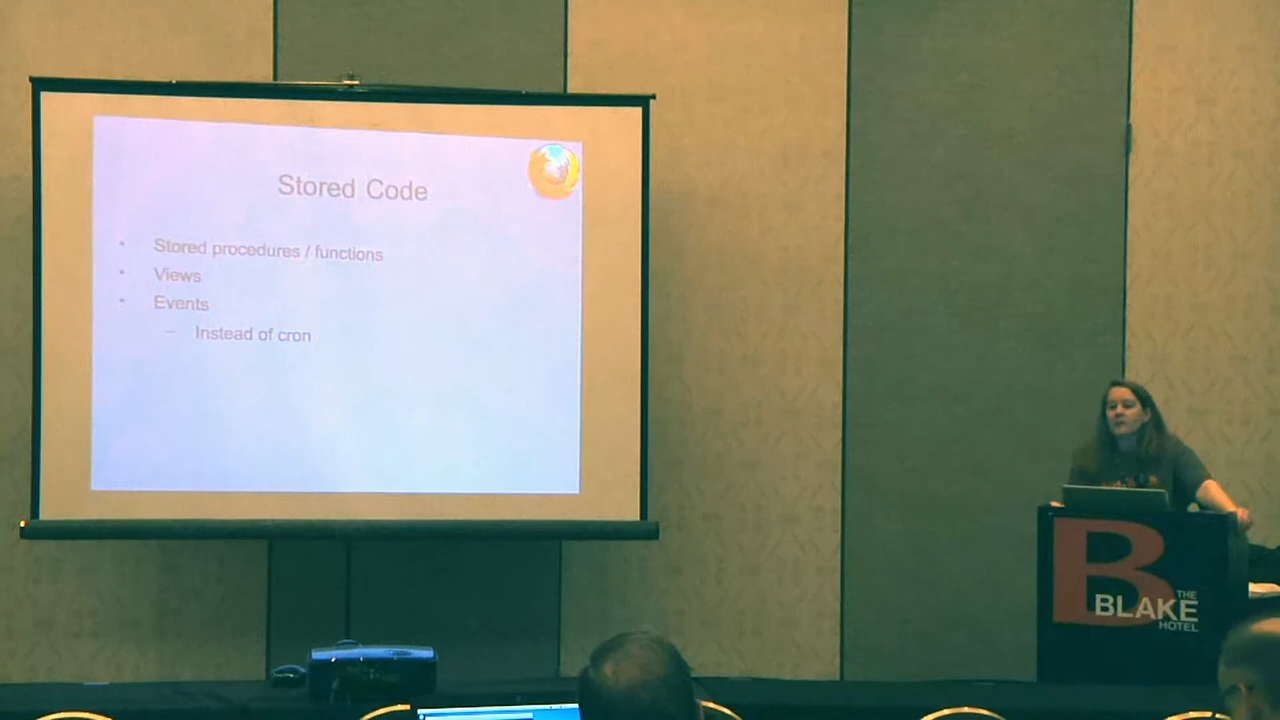 Stored Code
• Stored procedures / functions
• Views
• Events
– Instead of cron
B
THE
BLAKE
HOTEL